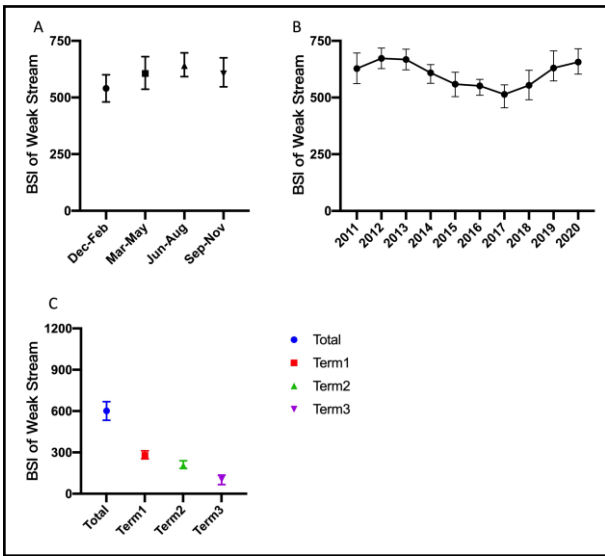 A
BSI of Weak Stream
750
500
250
0
Dec-Feb
Mar-May
Jun-Aug
Sep-Nov
B
BSI of Weak Stream
750
500
250
0
2011
2012
2013
2014
2015
2016
2017
2018
2019
2020
C
BSI of Weak Stream
1200
900
600
300
0
Total
Term1
Term2
Term3
Total
Term1
Term2
Term3